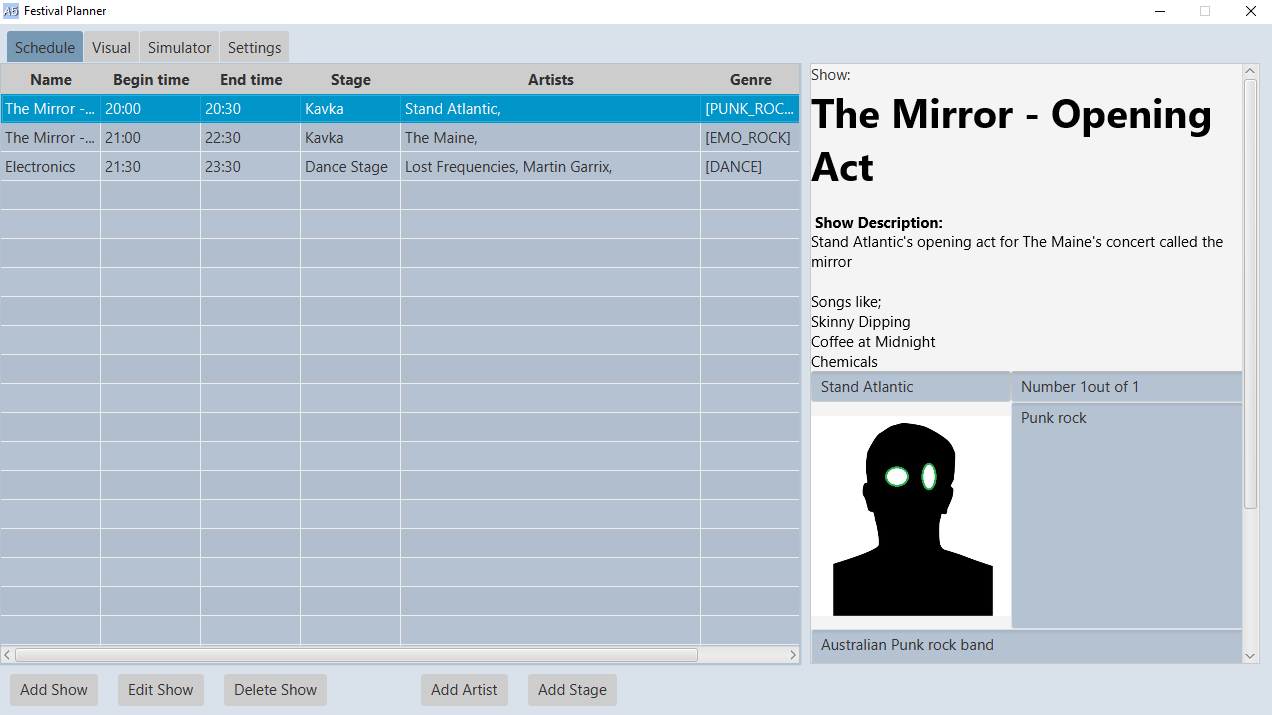 A5 Festival Planner
Schedule Visual Simulator Settings
Name Begin time End time Stage Artists Genre
The Mirror -... 20:00 20:30 Kavka Stand Atlantic, [PUNK_ROC...
The Mirror -... 21:00 22:30 Kavka The Maine, [EMO_ROCK]
Electronics 21:30 23:30 Dance Stage Lost Frequencies, Martin Garrix, [DANCE]
Show:
The Mirror - Opening
Act
Show Description:
Stand Atlantic's opening act for The Maine's concert called the
mirror
Songs like;
Skinny Dipping
Coffee at Midnight
Chemicals
Stand Atlantic Number 1out of 1
Punk rock
Australian Punk rock band
Add Show Edit Show Delete Show Add Artist Add Stage